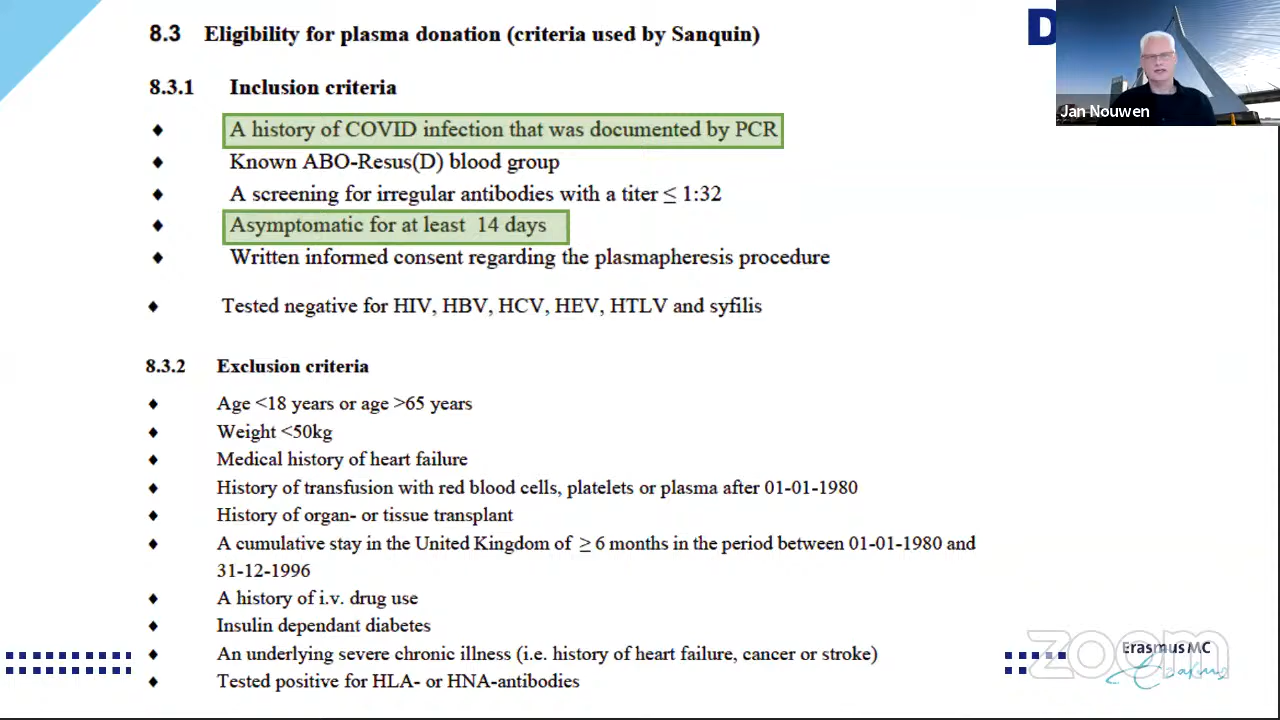 8.3 Eligibility for plasma donation (criteria used by Sanquin)
D
Jan Nouwen
8.3.1 Inclusion criteria
♦ A history of COVID infection that was documented by PCR
♦ Known ABO-Resus(D) blood group
♦ A screening for irregular antibodies with a titer ≤ 1:32
♦ Asymptomatic for at least 14 days
♦ Written informed consent regarding the plasmapheresis procedure
♦ Tested negative for HIV, HBV, HCV, HEV, HTLV and syfilis
8.3.2 Exclusion criteria
♦ Age <18 years or age >65 years
♦ Weight <50kg
♦ Medical history of heart failure
♦ History of transfusion with red blood cells, platelets or plasma after 01-01-1980
♦ History of organ- or tissue transplant
♦ A cumulative stay in the United Kingdom of ≥ 6 months in the period between 01-01-1980 and
31-12-1996
♦ A history of i.v. drug use
♦ Insulin dependant diabetes
♦ An underlying severe chronic illness (i.e. history of heart failure, cancer or stroke)
♦ Tested positive for HLA- or HNA-antibodies
zoom
Erasmus MC
Erasmus